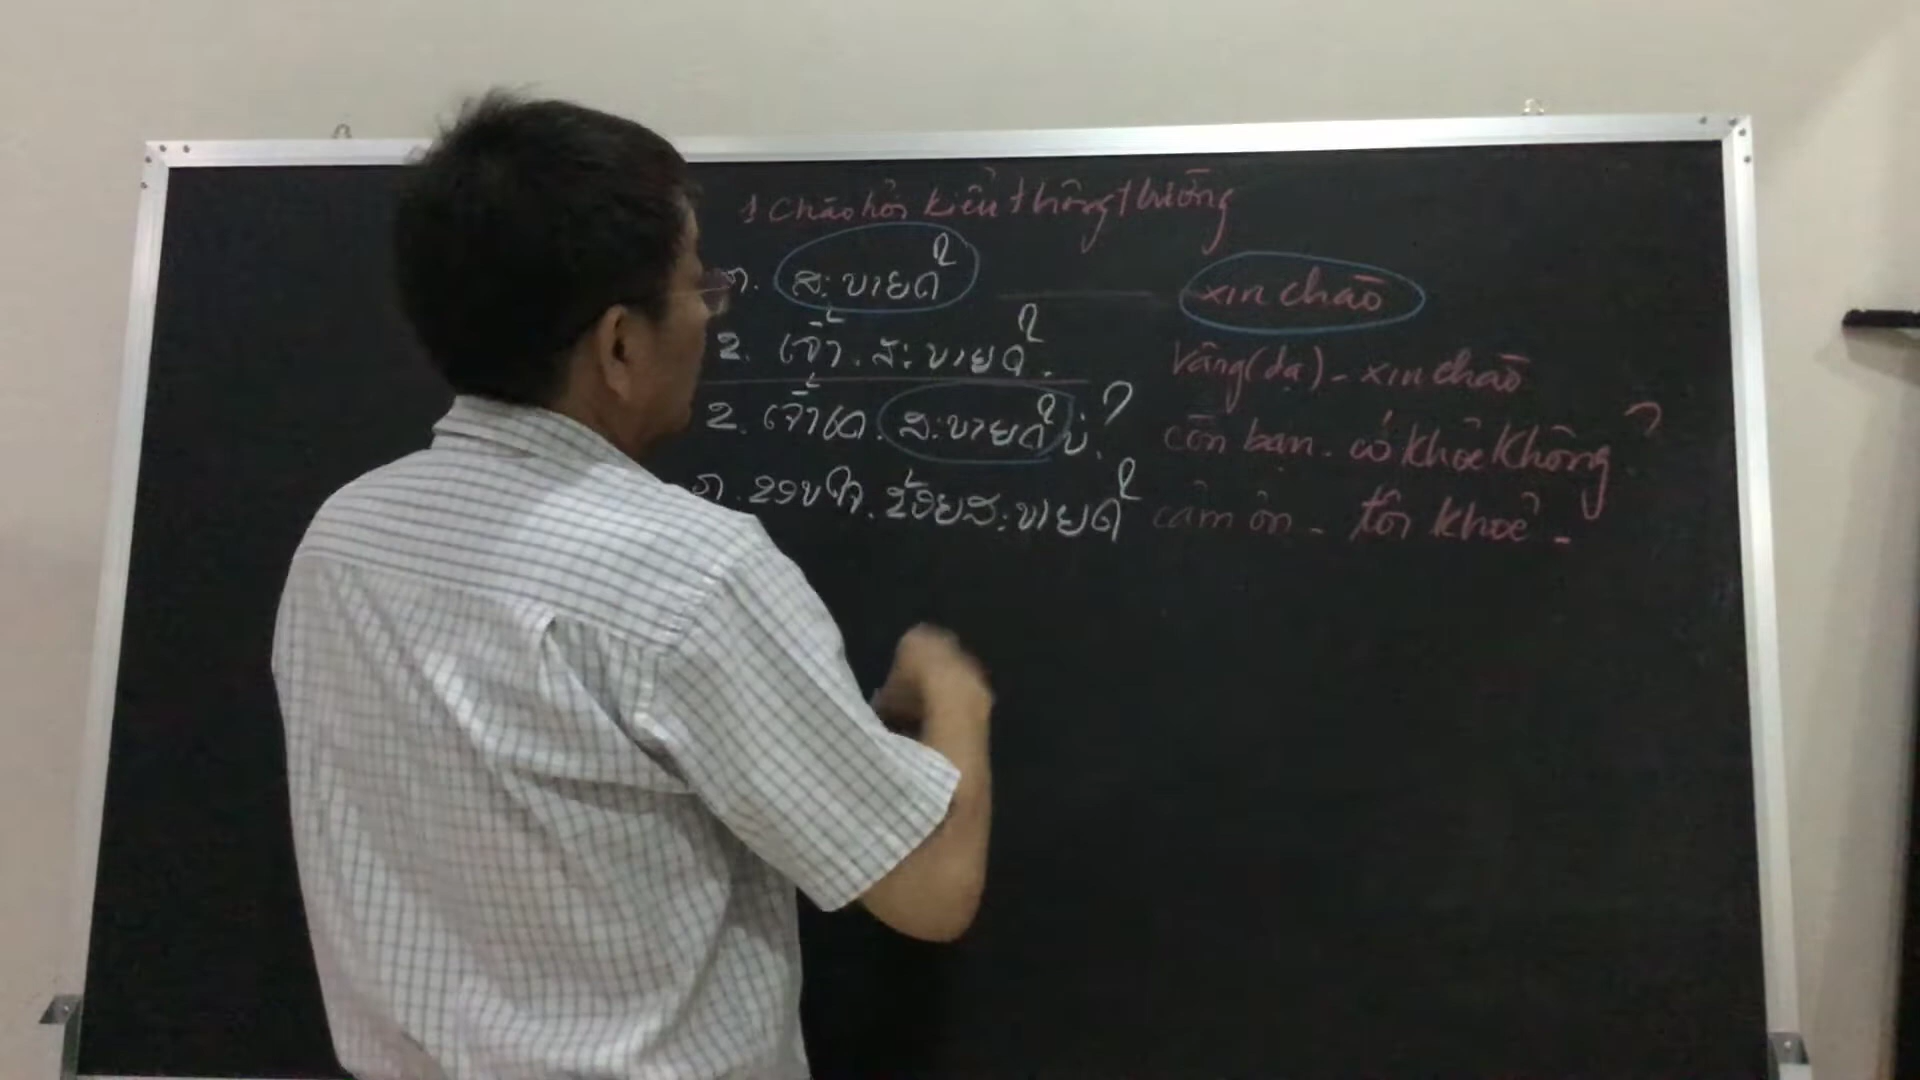 1 Chào hỏi kiểu thông thường
ກ. ສະບາຍດີ xin chào
2. ເຈົ້າ. ສະບາຍດີ. Vâng (dạ) - xin chào
2. ເຈົ້າເດ. ສະບາຍດີບໍ່? còn bạn. có khỏe không?
ກ. ຂອບໃຈ. ຂ້ອຍສະບາຍດີ cảm ơn - tôi khỏe -